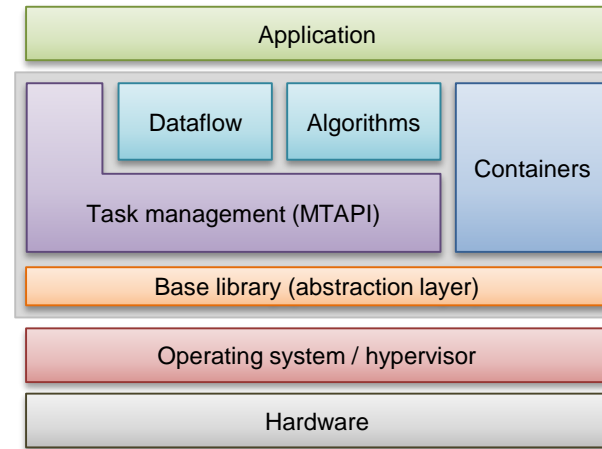 Application
Dataflow
Algorithms
Containers
Task management (MTAPI)
Base library (abstraction layer)
Operating system / hypervisor
Hardware